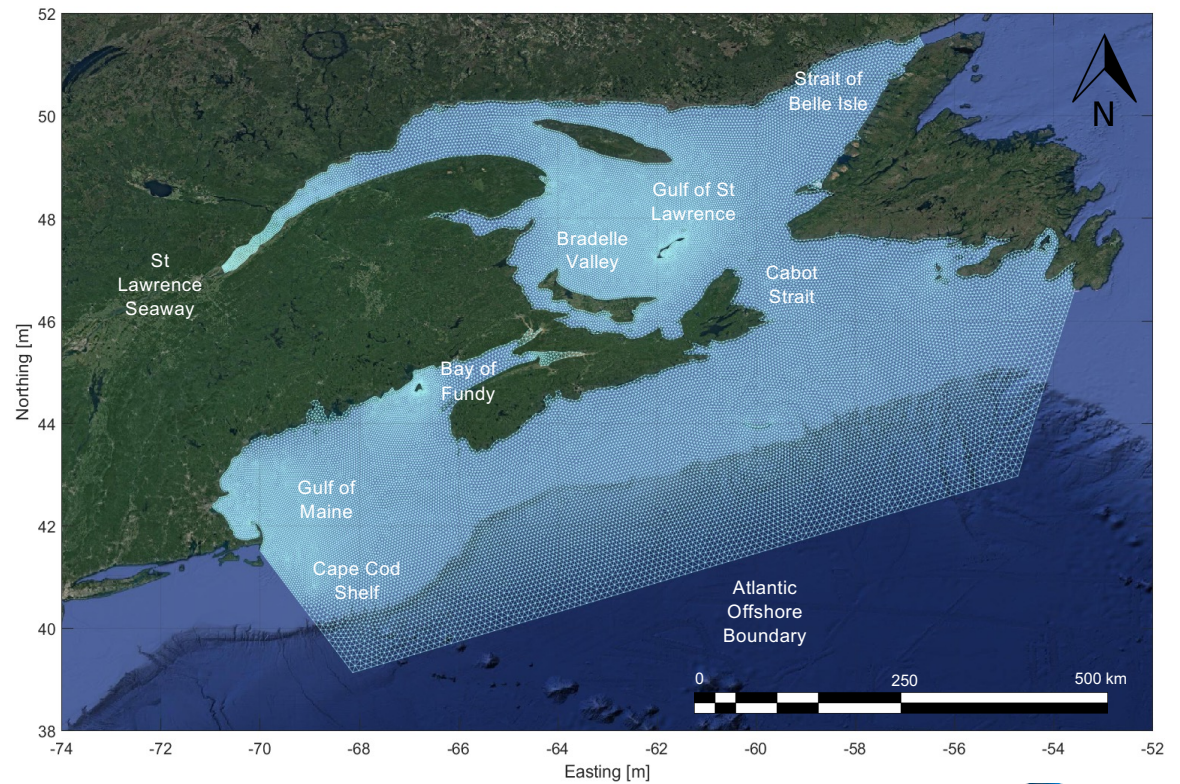 52
50
48
46
44
42
40
38
Northing [m]
Strait of
Belle Isle
N
Gulf of St
Lawrence
Bradelle
Valley
St
Lawrence
Seaway
Cabot
Strait
Bay of
Fundy
Gulf of
Maine
Cape Cod
Shelf
Atlantic
Offshore
Boundary
0 250 500 km
-74 -72 -70 -68 -66 -64 -62 -60 -58 -56 -54 -52
Easting [m]